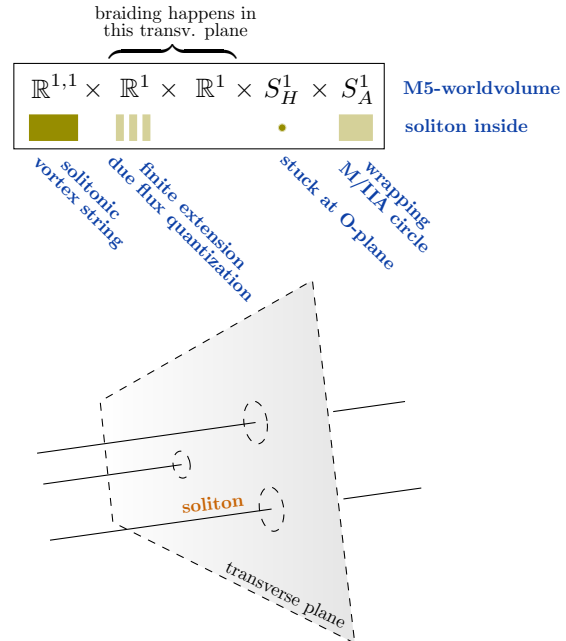 braiding happens in
this transv. plane
ℝ^{1,1} × ℝ^1 × ℝ^1 × S^1_H × S^1_A M5-worldvolume
soliton inside
solitonic
vortex string
finite extension
due flux quantization
stuck at O-plane
wrapping
M/IIA circle
soliton
transverse plane